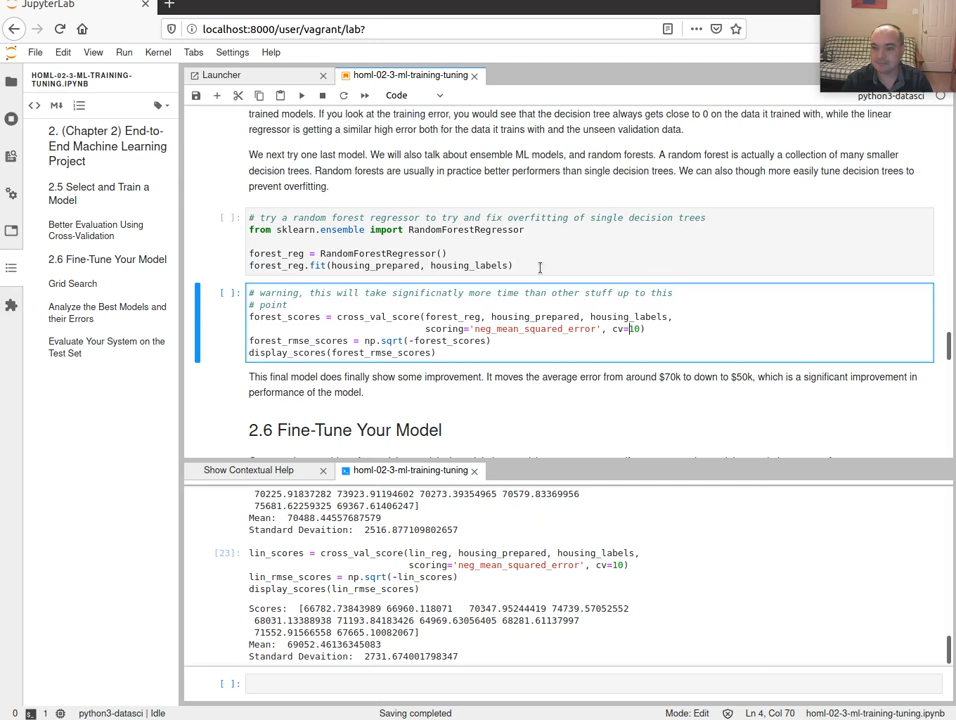 JupyterLab
localhost:8000/user/vagrant/lab?
File Edit View Run Kernel Tabs Settings Help
HOML-02-3-ML-TRAINING-
TUNING.IPYNB
2. (Chapter 2) End-to-
End Machine Learning
Project
2.5 Select and Train a
Model
Better Evaluation Using
Cross-Validation
2.6 Fine-Tune Your Model
Grid Search
Analyze the Best Models and
their Errors
Evaluate Your System on the
Test Set
Launcher
homl-02-3-ml-training-tuning
Code
python3-datasci
trained models. If you look at the training error, you would see that the decision tree always gets close to 0 on the data it trained with, while the linear
regressor is getting a similar high error both for the data it trains with and the unseen validation data.
We next try one last model. We will also talk about ensemble ML models, and random forests. A random forest is actually a collection of many smaller
decision trees. Random forests are usually in practice better performers than single decision trees. We can also though more easily tune decision trees to
prevent overfitting.
[ ]: # try a random forest regressor to try and fix overfitting of single decision trees
from sklearn.ensemble import RandomForestRegressor
forest_reg = RandomForestRegressor()
forest_reg.fit(housing_prepared, housing_labels)
[ ]: # warning, this will take significnatly more time than other stuff up to this
# point
forest_scores = cross_val_score(forest_reg, housing_prepared, housing_labels,
scoring='neg_mean_squared_error', cv=10)
forest_rmse_scores = np.sqrt(-forest_scores)
display_scores(forest_rmse_scores)
This final model does finally show some improvement. It moves the average error from around $70k to down to $50k, which is a significant improvement in
performance of the model.
2.6 Fine-Tune Your Model
Show Contextual Help
homl-02-3-ml-training-tuning
70225.91837282 73923.91194602 70273.39354965 70579.83369956
75681.62259325 69367.61406247]
Mean: 70488.44557687579
Standard Devaition: 2516.877109802657
[23]: lin_scores = cross_val_score(lin_reg, housing_prepared, housing_labels,
scoring='neg_mean_squared_error', cv=10)
lin_rmse_scores = np.sqrt(-lin_scores)
display_scores(lin_rmse_scores)
Scores: [66782.73843989 66960.118071 70347.95244419 74739.57052552
68031.13388938 71193.84183426 64969.63056405 68281.61137997
71552.91566558 67665.10082067]
Mean: 69052.46136345083
Standard Devaition: 2731.674001798347
[ ]:
0 1 python3-datasci | Idle
Saving completed
Mode: Edit Ln 4, Col 70 homl-02-3-ml-training-tuning.ipynb